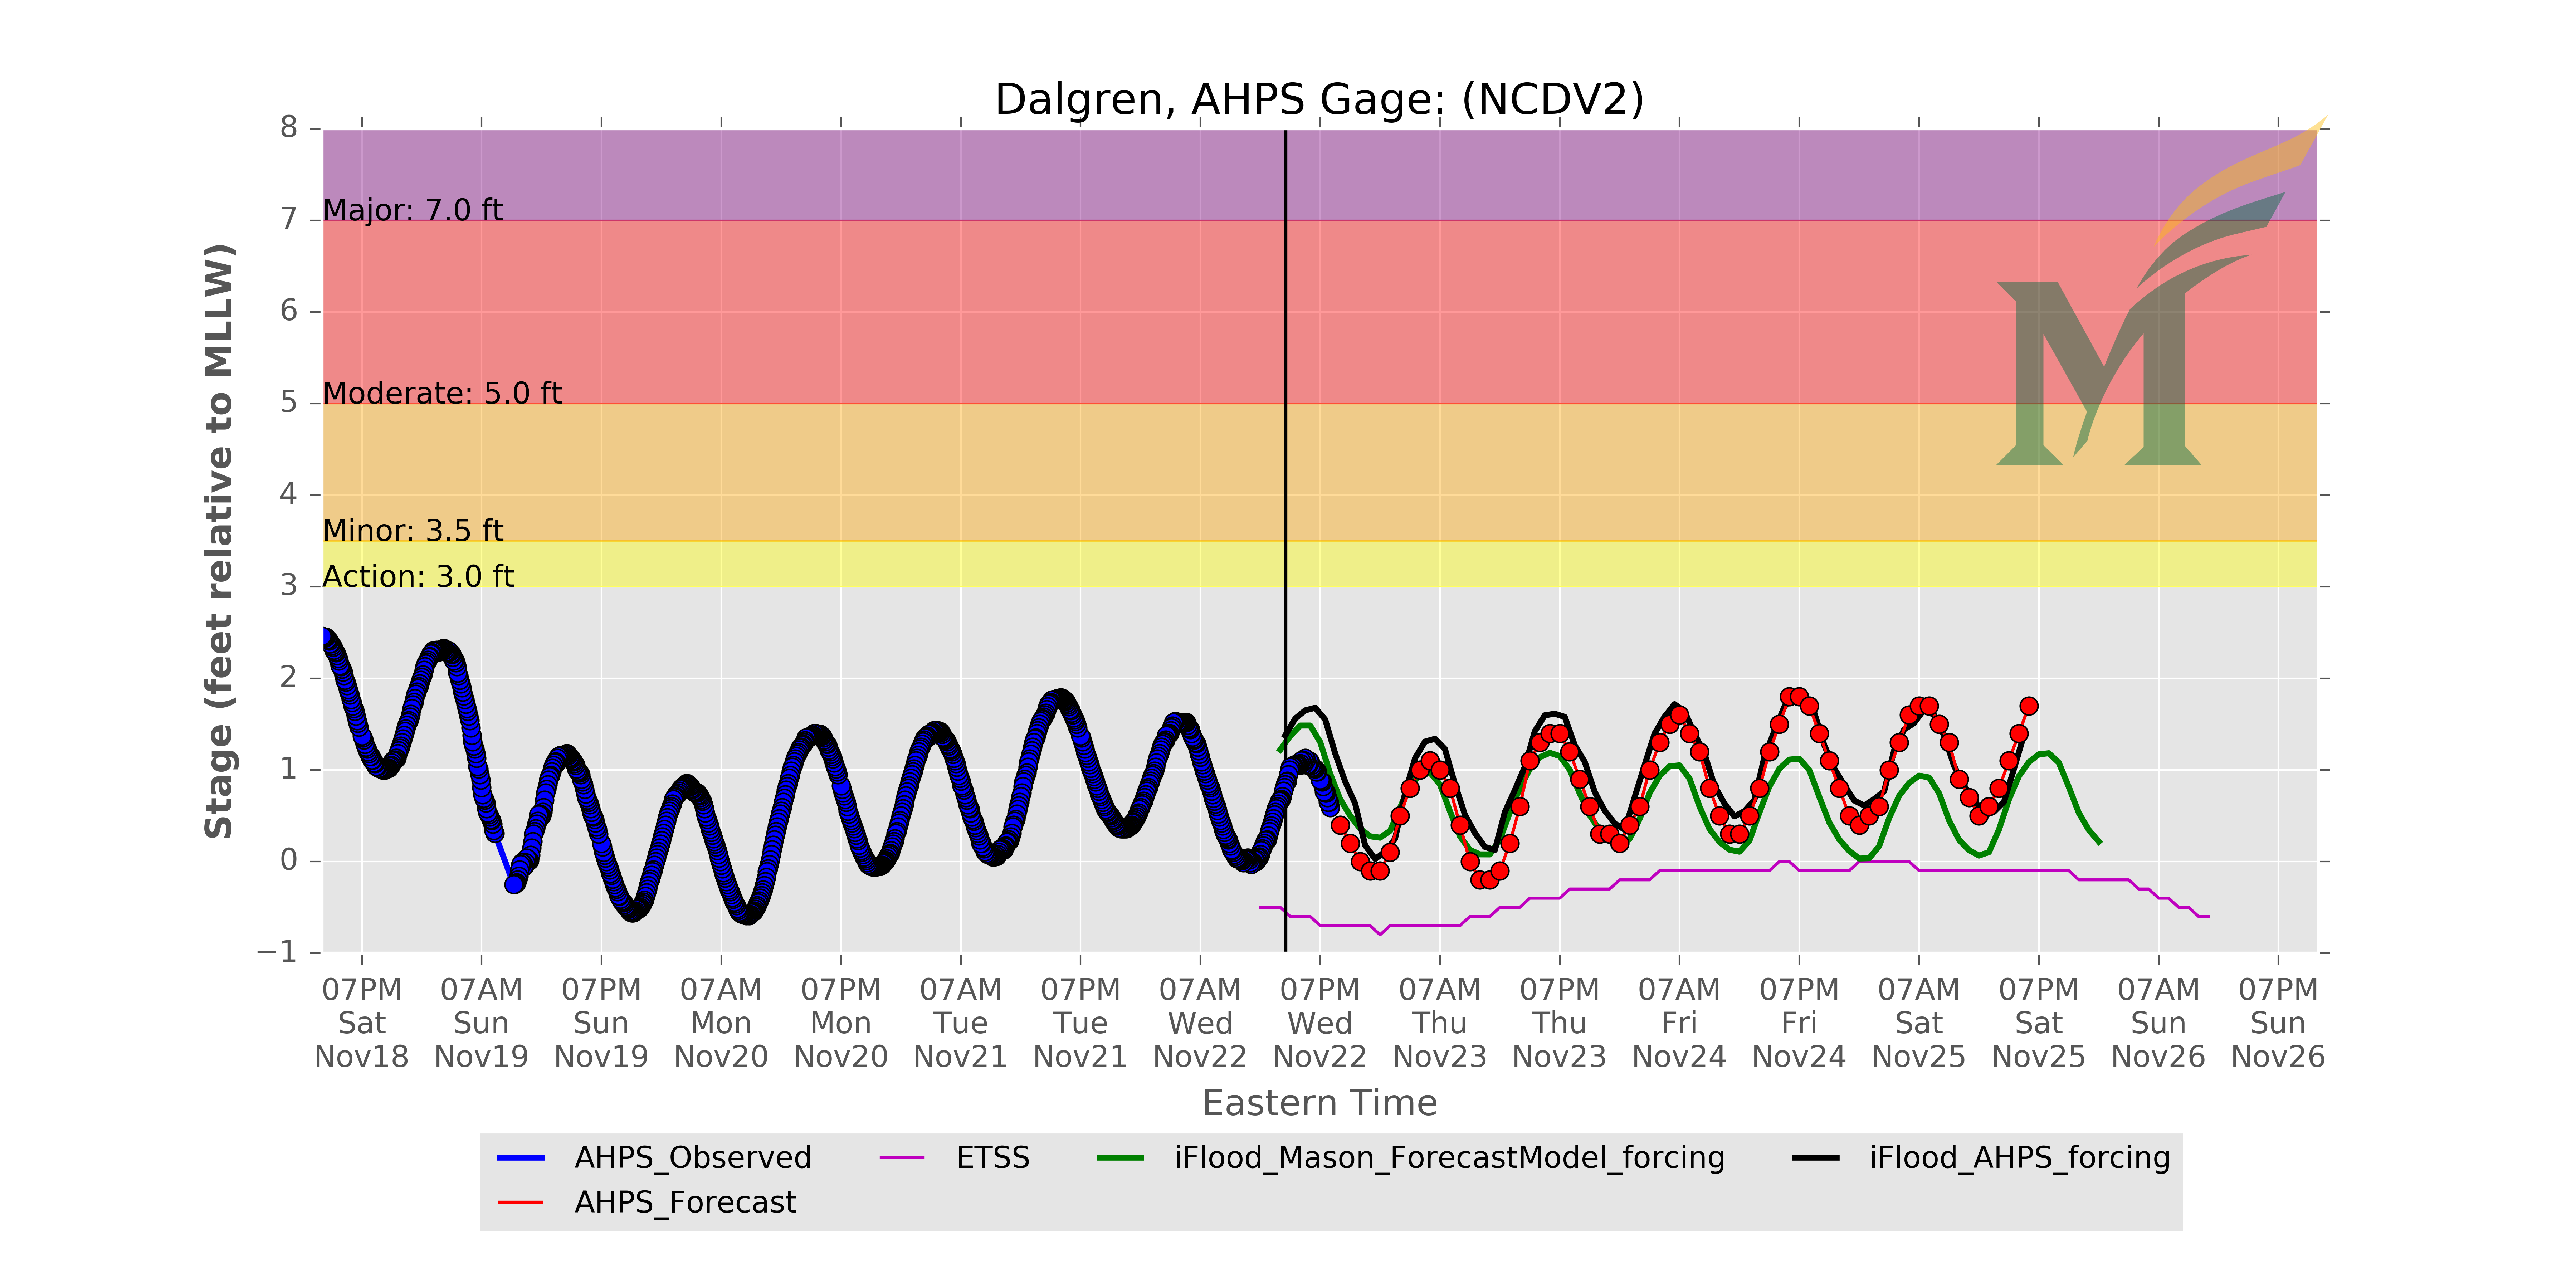 Dalgren, AHPS Gage: (NCDV2)
8
7
6
5
4
3
2
1
0
−1
Stage (feet relative to MLLW)
Major: 7.0 ft
Moderate: 5.0 ft
Minor: 3.5 ft
Action: 3.0 ft
M
07PM 07AM 07PM 07AM 07PM 07AM 07PM 07AM 07PM 07AM 07PM 07AM 07PM 07AM 07PM 07AM 07PM
Sat Sun Sun Mon Mon Tue Tue Wed Wed Thu Thu Fri Fri Sat Sat Sun Sun
Nov18 Nov19 Nov19 Nov20 Nov20 Nov21 Nov21 Nov22 Nov22 Nov23 Nov23 Nov24 Nov24 Nov25 Nov25 Nov26 Nov26
Eastern Time
AHPS_Observed ETSS iFlood_Mason_ForecastModel_forcing iFlood_AHPS_forcing
AHPS_Forecast